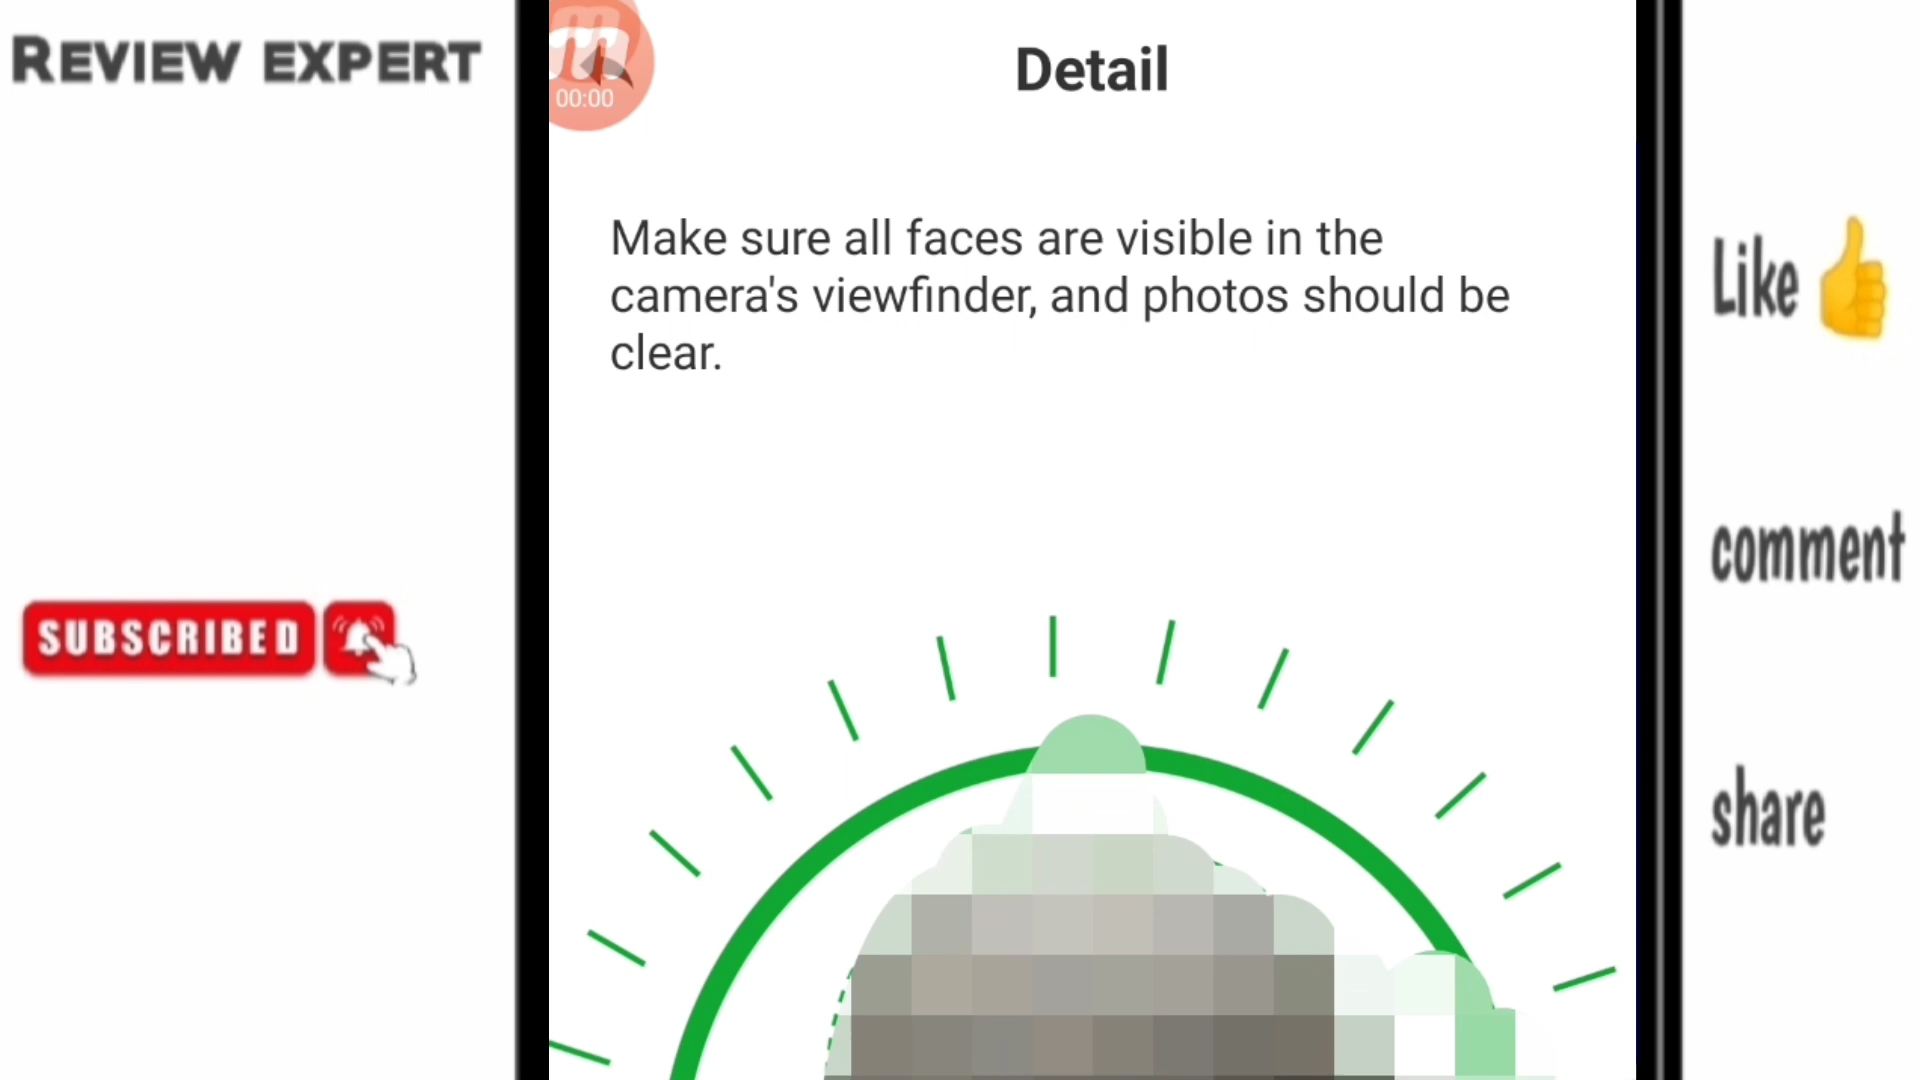 REVIEW EXPERT
m
00:00
Detail
Make sure all faces are visible in the
camera's viewfinder, and photos should be
clear.
SUBSCRIBED
Like
comment
share